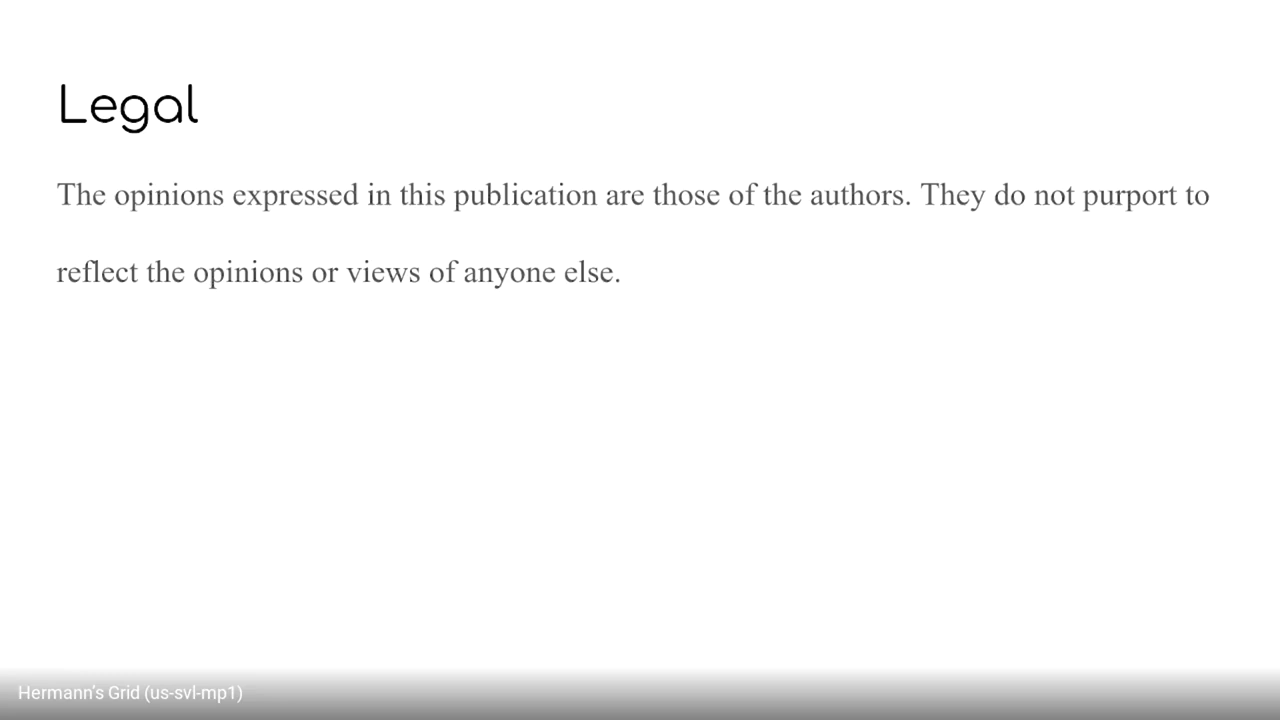 Legal
The opinions expressed in this publication are those of the authors. They do not purport to
reflect the opinions or views of anyone else.
Hermann's Grid (us-svl-mp1)